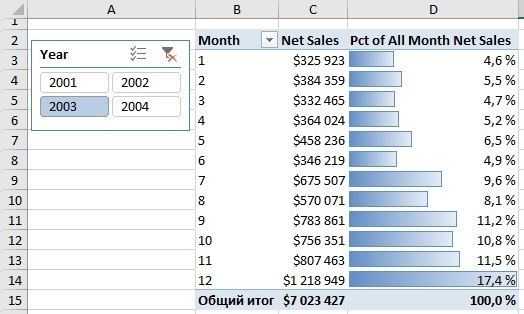 A B C D
1
Year
2001 2002
2003 2004
Month Net Sales Pct of All Month Net Sales
3 1 $325 923 4,6 %
4 2 $384 359 5,5 %
5 3 $332 465 4,7 %
6 4 $364 024 5,2 %
7 5 $458 236 6,5 %
8 6 $346 219 4,9 %
9 7 $675 507 9,6 %
10 8 $570 071 8,1 %
11 9 $783 861 11,2 %
12 10 $756 351 10,8 %
13 11 $807 463 11,5 %
14 12 $1 218 949 17,4 %
15 Общий итог $7 023 427 100,0 %